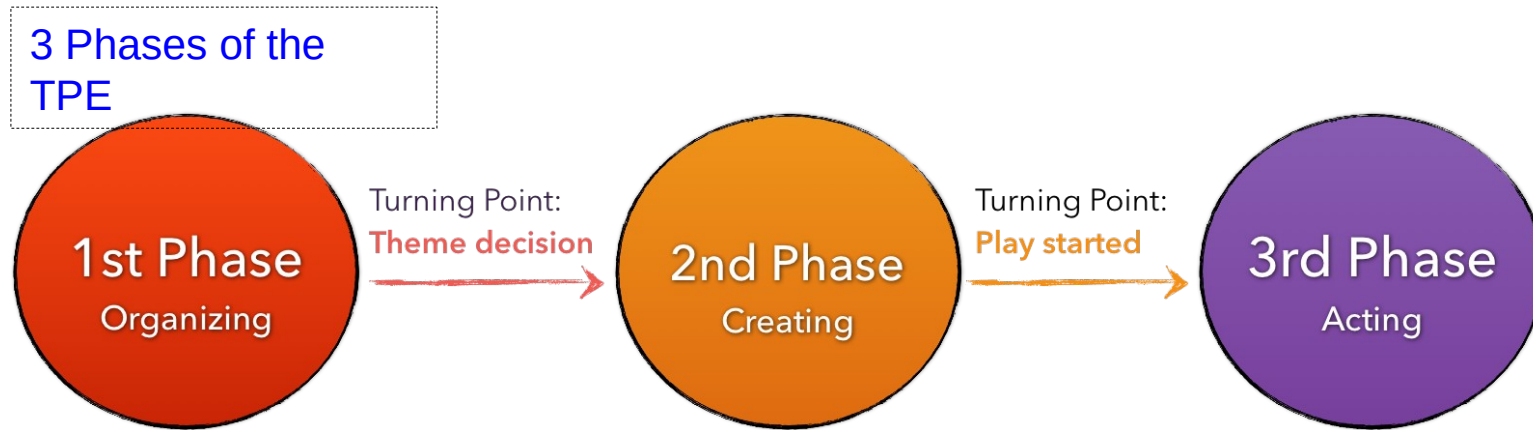 3 Phases of the
TPE
1st Phase
Organizing
Turning Point:
Theme decision
2nd Phase
Creating
Turning Point:
Play started
3rd Phase
Acting